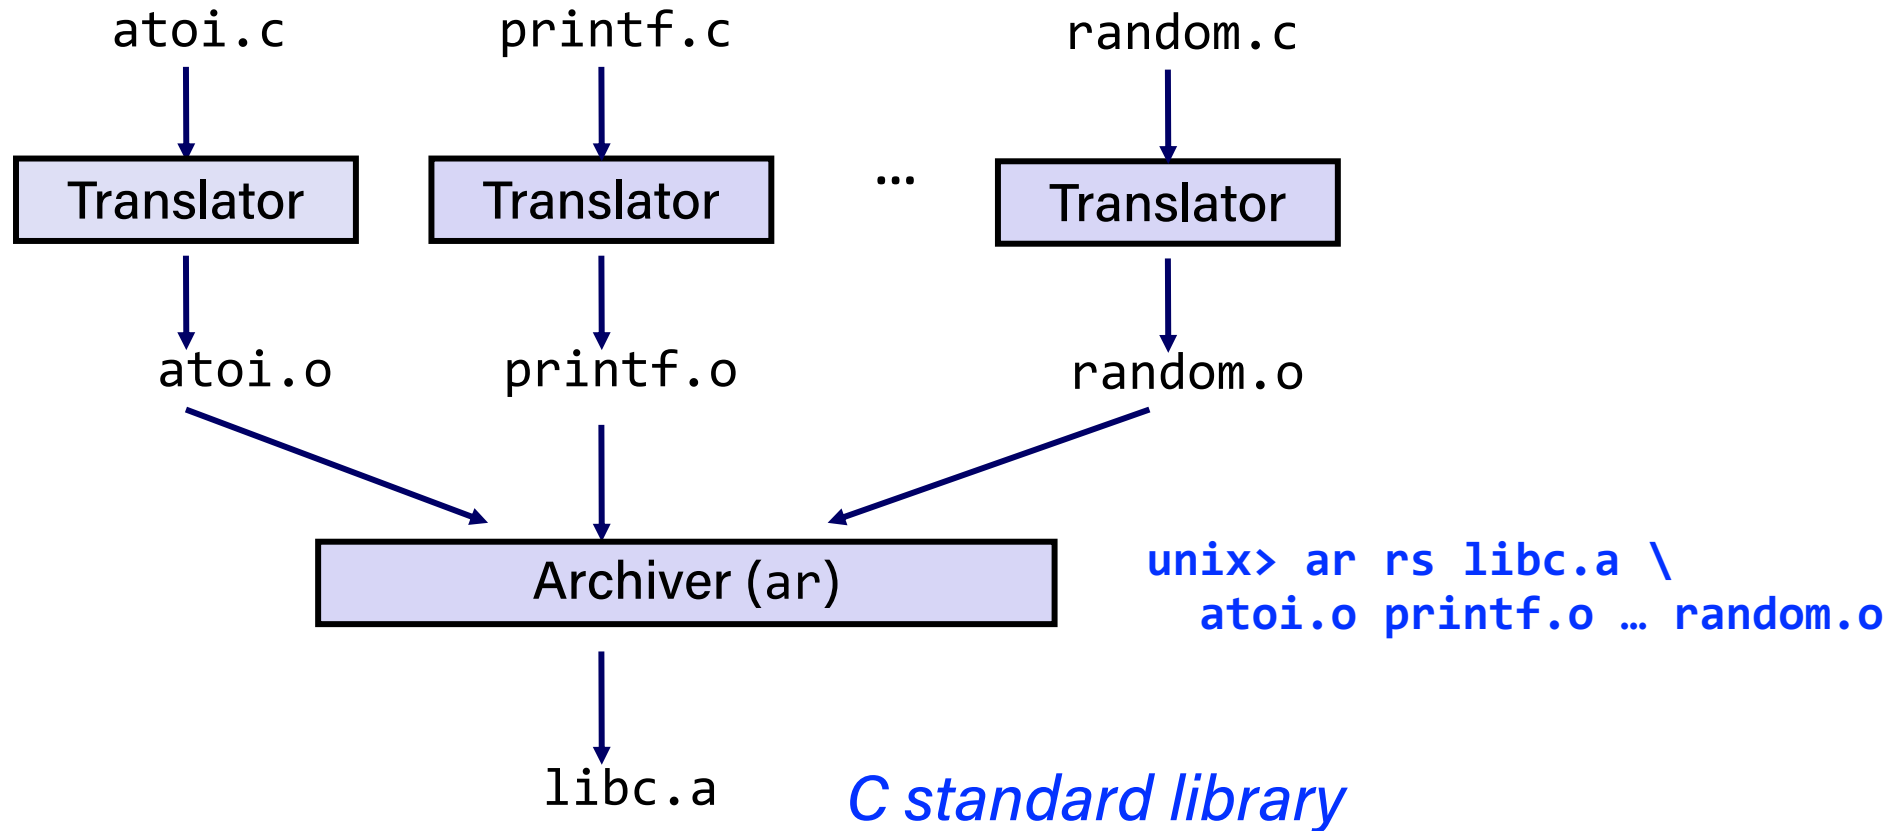 atoi.c printf.c random.c
Translator Translator ... Translator
atoi.o printf.o random.o
Archiver (ar)
unix> ar rs libc.a \
atoi.o printf.o … random.o
libc.a
C standard library